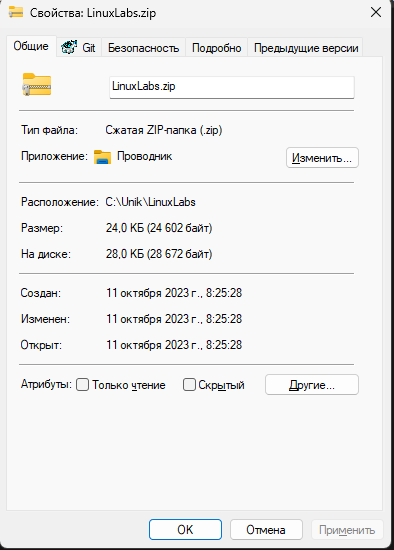 Свойства: LinuxLabs.zip
Общие Git Безопасность Подробно Предыдущие версии
LinuxLabs.zip
Тип файла: Сжатая ZIP-папка (.zip)
Приложение: Проводник Изменить...
Расположение: C:\Unik\LinuxLabs
Размер: 24,0 КБ (24 602 байт)
На диске: 28,0 КБ (28 672 байт)
Создан: 11 октября 2023 г., 8:25:28
Изменен: 11 октября 2023 г., 8:25:28
Открыт: 11 октября 2023 г., 8:25:28
Атрибуты: Только чтение Скрытый Другие...
OK Отмена Применить